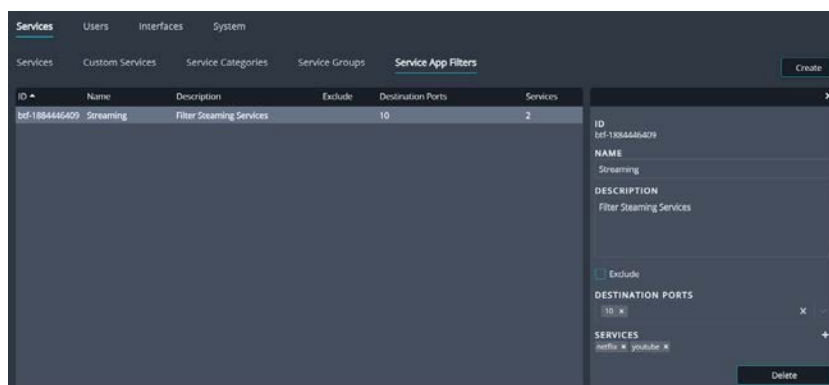 Services Users Interfaces System
Services Custom Services Service Categories Service Groups Service App Filters
Create
ID Name Description Exclude Destination Ports Services
btf-1884446409 Streaming Filter Steaming Services 10 2
ID
btf-1884446409
NAME
Streaming
DESCRIPTION
Filter Steaming Services
Exclude
DESTINATION PORTS
10 x X
SERVICES +
netflix x youtube x
Delete